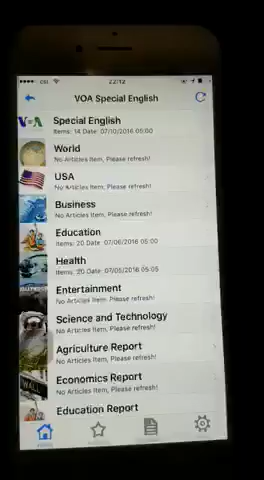 22:12
VOA Special English
VOA
Special English
Items: 14 Date: 07/10/2016 05:00
World
No Articles Item, Please refresh!
USA
No Articles Item, Please refresh!
Business
No Articles Item, Please refresh!
Education
Items: 20 Date: 07/06/2016 05:00
Health
Items: 20 Date: 07/05/2016 05:05
Entertainment
No Articles Item, Please refresh!
Science and Technology
No Articles Item, Please refresh!
Agriculture Report
No Articles Item, Please refresh!
Economics Report
No Articles Item, Please refresh!
WALL
Education Report